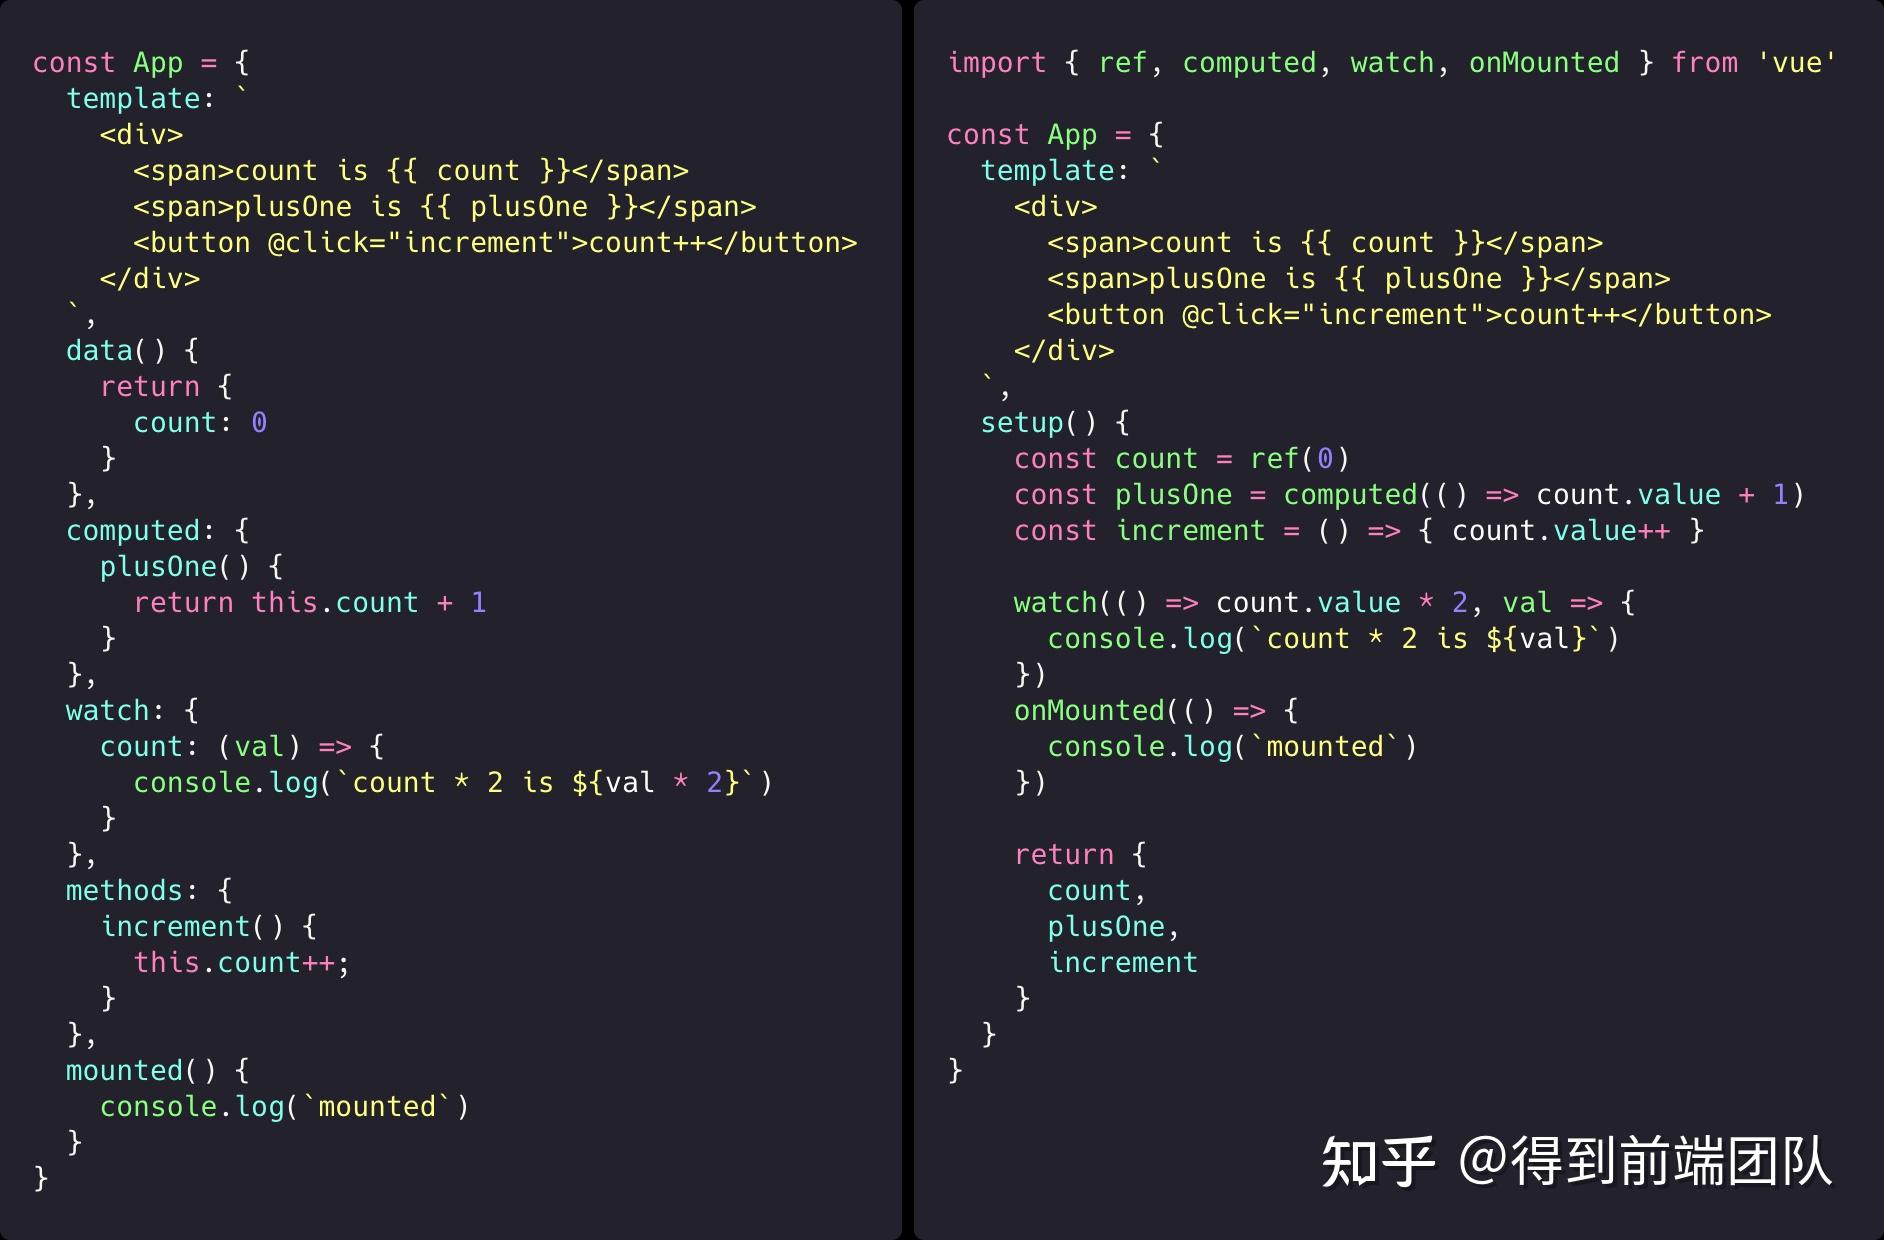 const App = {
  template: `
    <div>
      <span>count is {{ count }}</span>
      <span>plusOne is {{ plusOne }}</span>
      <button @click="increment">count++</button>
    </div>
  `,
  data() {
    return {
      count: 0
    }
  },
  computed: {
    plusOne() {
      return this.count + 1
    }
  },
  watch: {
    count: (val) => {
      console.log(`count * 2 is ${val * 2}`)
    }
  },
  methods: {
    increment() {
      this.count++;
    }
  },
  mounted() {
    console.log(`mounted`)
  }
}
import { ref, computed, watch, onMounted } from 'vue'

const App = {
  template: `
    <div>
      <span>count is {{ count }}</span>
      <span>plusOne is {{ plusOne }}</span>
      <button @click="increment">count++</button>
    </div>
  `,
  setup() {
    const count = ref(0)
    const plusOne = computed(() => count.value + 1)
    const increment = () => { count.value++ }

    watch(() => count.value * 2, val => {
      console.log(`count * 2 is ${val}`)
    })
    onMounted(() => {
      console.log(`mounted`)
    })

    return {
      count,
      plusOne,
      increment
    }
  }
}
知乎 @得到前端团队